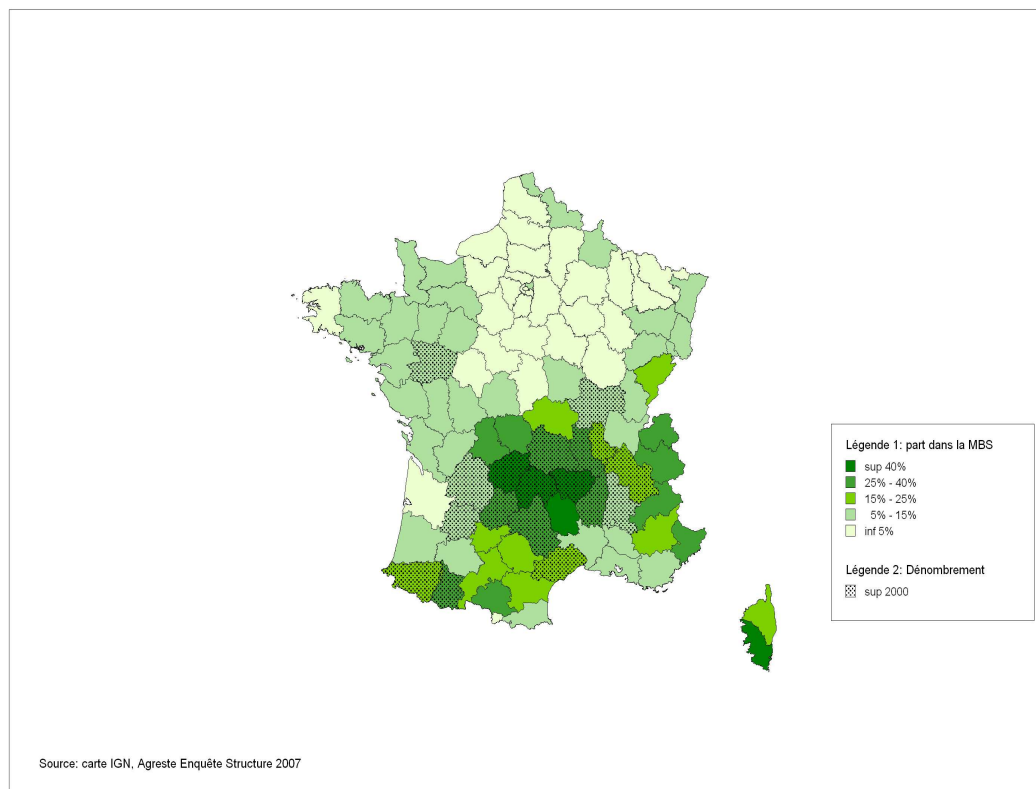 Légende 1: part dans la MBS
sup 40%
25% - 40%
15% - 25%
5% - 15%
inf 5%
Légende 2: Dénombrement
sup 2000
Source: carte IGN, Agreste Enquête Structure 2007